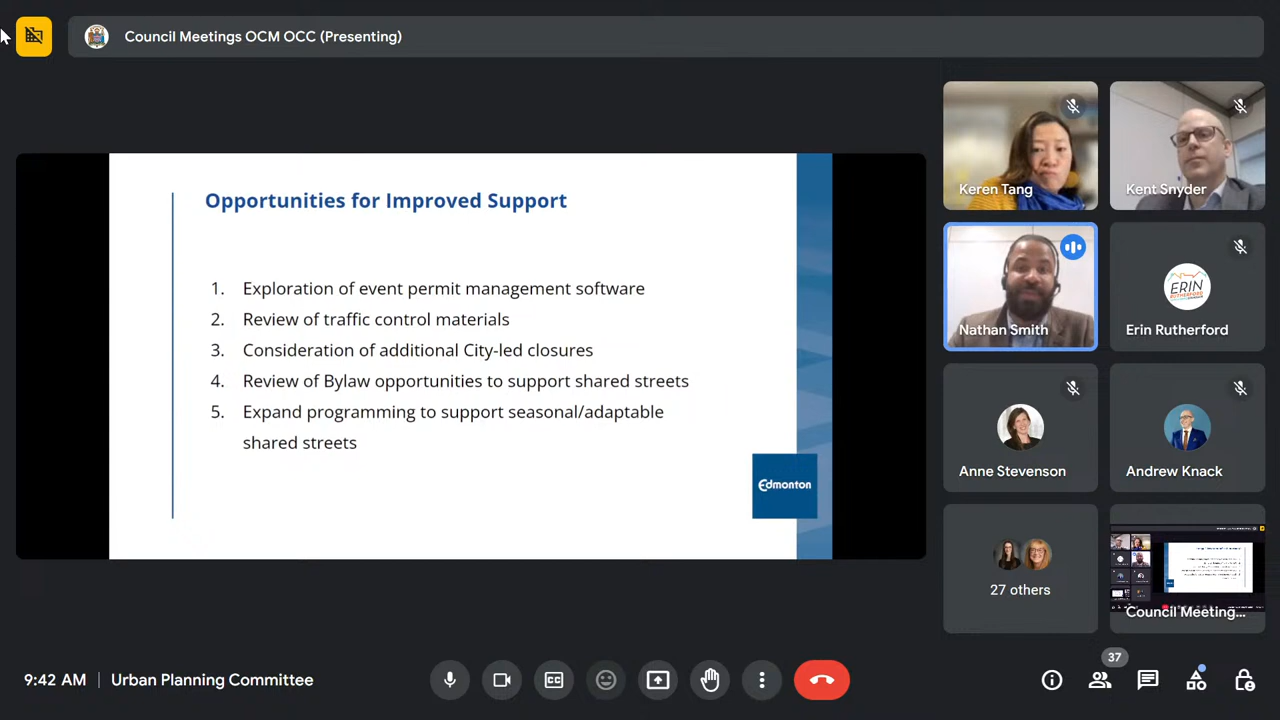 Council Meetings OCM OCC (Presenting)
Opportunities for Improved Support
1. Exploration of event permit management software
2. Review of traffic control materials
3. Consideration of additional City-led closures
4. Review of Bylaw opportunities to support shared streets
5. Expand programming to support seasonal/adaptable
shared streets
Edmonton
Keren Tang
Kent Snyder
Nathan Smith
ERIN
RUTHERFORD
Erin Rutherford
Anne Stevenson
Andrew Knack
27 others
Council Meeting...
9:42 AM | Urban Planning Committee
CC
37